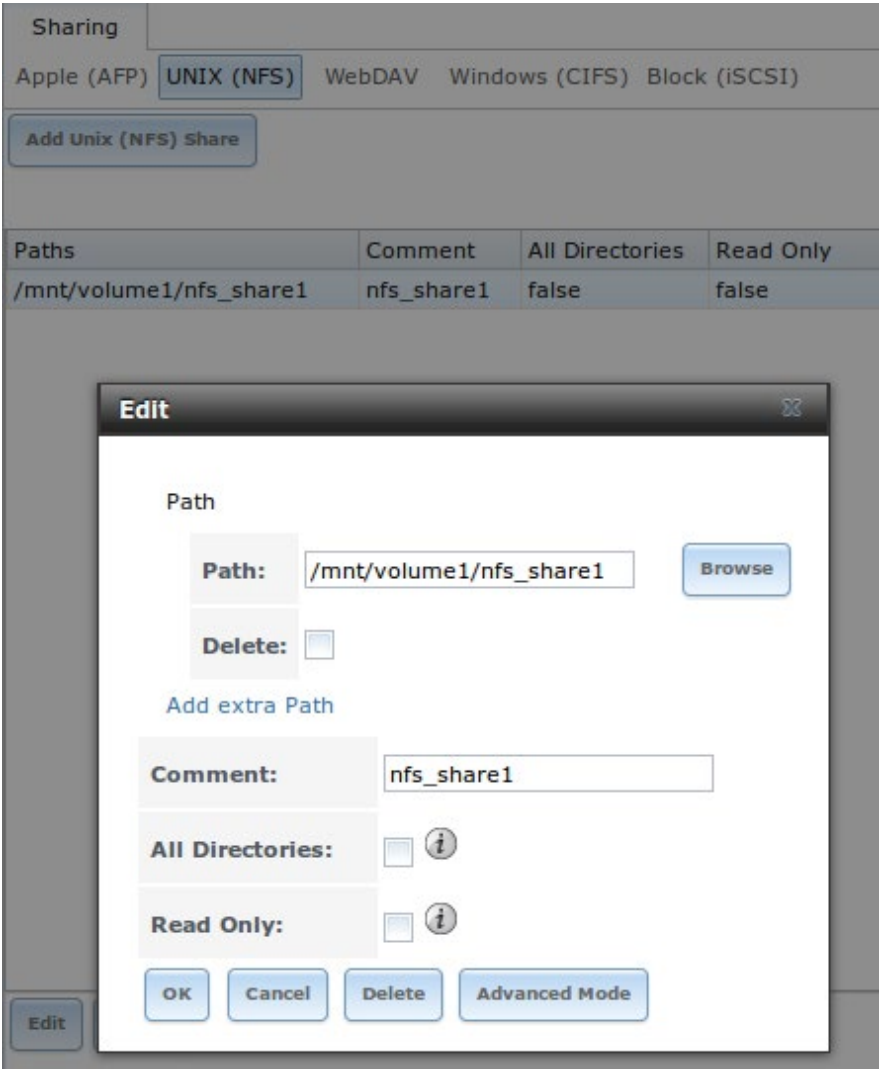 Sharing
Apple (AFP) UNIX (NFS) WebDAV Windows (CIFS) Block (iSCSI)
Add Unix (NFS) Share
Paths Comment All Directories Read Only
/mnt/volume1/nfs_share1 nfs_share1 false false
Edit
Path
Path: /mnt/volume1/nfs_share1 Browse
Delete:
Add extra Path
Comment: nfs_share1
All Directories: i
Read Only: i
OK Cancel Delete Advanced Mode
Edit